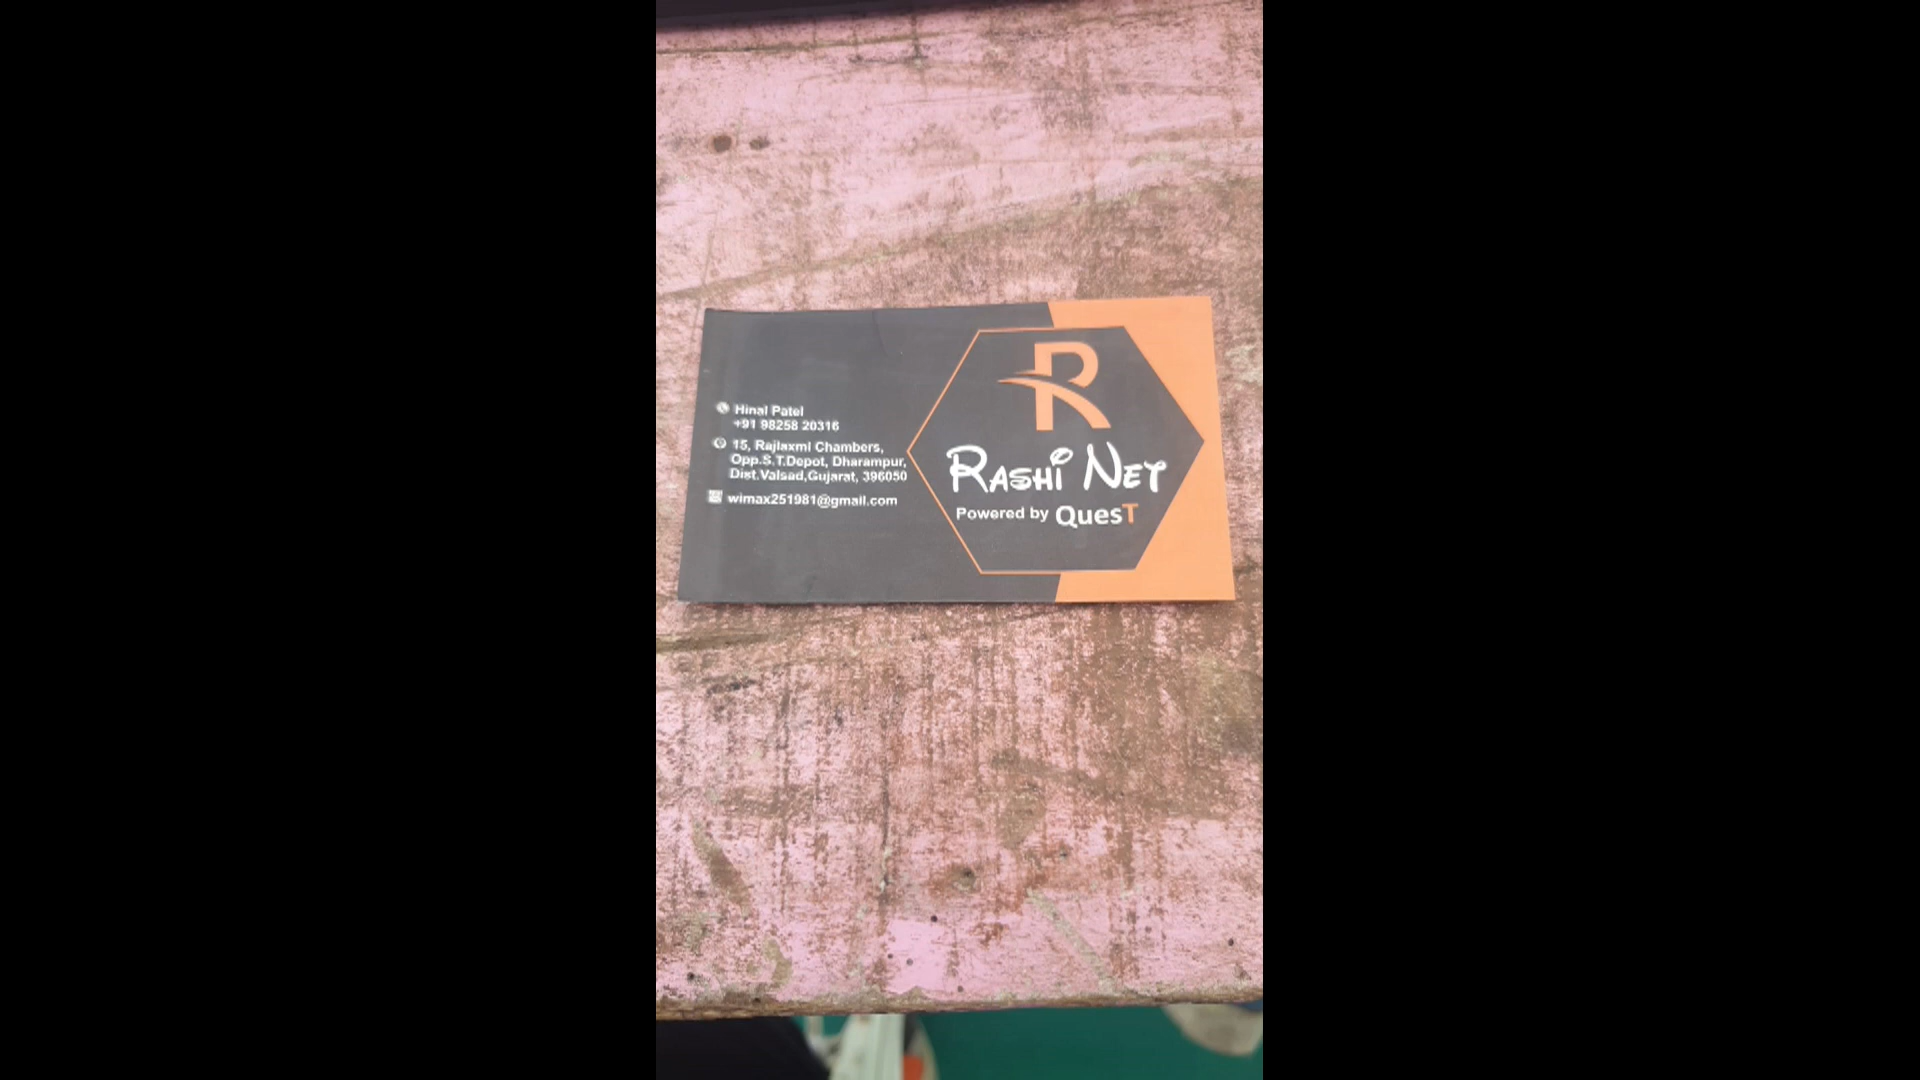 Hinal Patel
+91 98258 20316
15, Rajlaxmi Chambers,
Opp.S.T.Depot, Dharampur,
Dist.Valsad,Gujarat, 396050
wimax251981@gmail.com
R
RASHI NET
Powered by QuesT